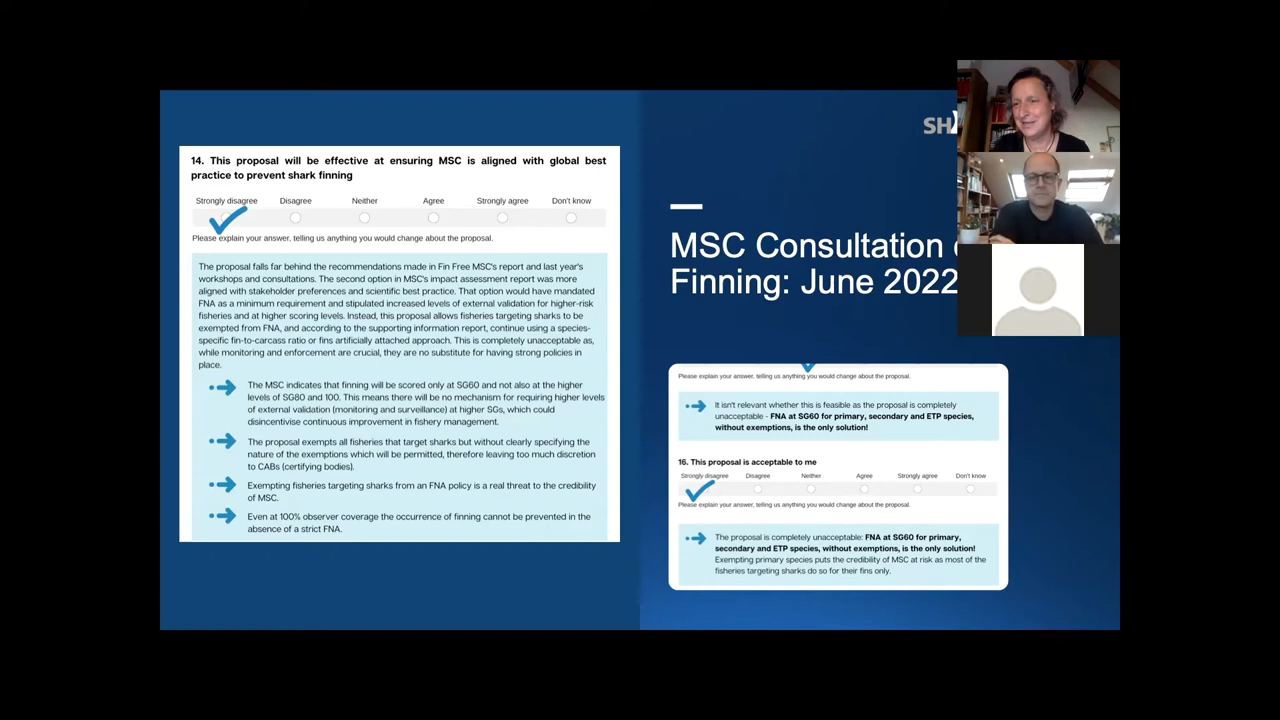 14. This proposal will be effective at ensuring MSC is aligned with global best
practice to prevent shark finning
Strongly disagree Disagree Neither Agree Strongly agree Don't know
Please explain your answer, telling us anything you would change about the proposal.
The proposal falls far behind the recommendations made in Fin Free MSC's report and last year's
workshops and consultations. The second option in MSC's impact assessment report was more
aligned with stakeholder preferences and scientific best practice. That option would have mandated
FNA as a minimum requirement and stipulated increased levels of external validation for higher-risk
fisheries and at higher scoring levels. Instead, this proposal allows fisheries targeting sharks to be
exempted from FNA, and according to the supporting information report, continue using a species-
specific fin-to-carcass ratio or fins artificially attached approach. This is completely unacceptable as,
while monitoring and enforcement are crucial, they are no substitute for having strong policies in
place.
The MSC indicates that finning will be scored only at SG60 and not also at the higher
levels of SG80 and 100. This means there will be no mechanism for requiring higher levels
of external validation (monitoring and surveillance) at higher SGs, which could
disincentivise continuous improvement in fishery management.
The proposal exempts all fisheries that target sharks but without clearly specifying the
nature of the exemptions which will be permitted, therefore leaving too much discretion
to CABs (certifying bodies).
Exempting fisheries targeting sharks from an FNA policy is a real threat to the credibility
of MSC.
Even at 100% observer coverage the occurrence of finning cannot be prevented in the
absence of a strict FNA.
SH
MSC Consultation
Finning: June 2022
Please explain your answer, telling us anything you would change about the proposal.
It isn't relevant whether this is feasible as the proposal is completely
unacceptable - FNA at SG60 for primary, secondary and ETP species,
without exemptions, is the only solution!
16. This proposal is acceptable to me
Strongly disagree Disagree Neither Agree Strongly agree Don't know
Please explain your answer, telling us anything you would change about the proposal.
The proposal is completely unacceptable: FNA at SG60 for primary,
secondary and ETP species, without exemptions, is the only solution!
Exempting primary species puts the credibility of MSC at risk as most of the
fisheries targeting sharks do so for their fins only.